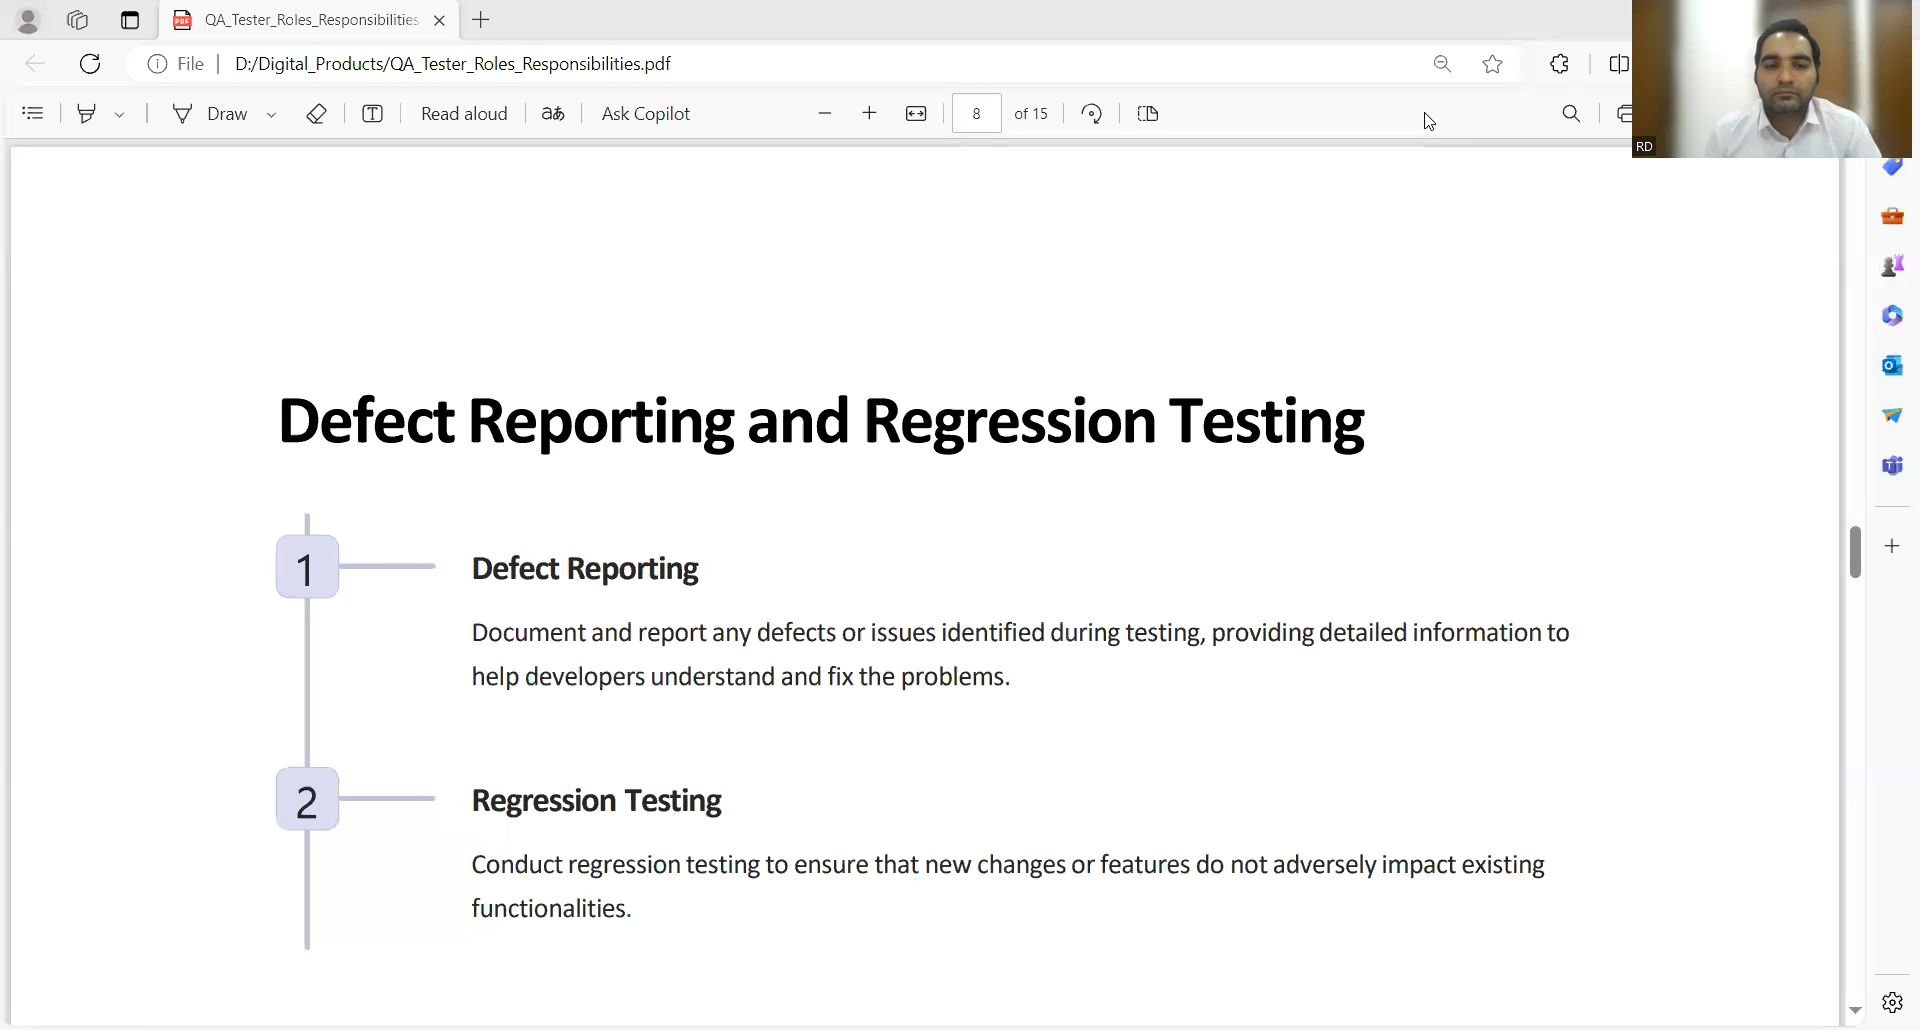 QA_Tester_Roles_Responsibilities
File
D:/Digital_Products/QA_Tester_Roles_Responsibilities.pdf
Draw
Read aloud
aあ
Ask Copilot
8
of 15
RD
Defect Reporting and Regression Testing
1
Defect Reporting
Document and report any defects or issues identified during testing, providing detailed information to
help developers understand and fix the problems.
2
Regression Testing
Conduct regression testing to ensure that new changes or features do not adversely impact existing
functionalities.